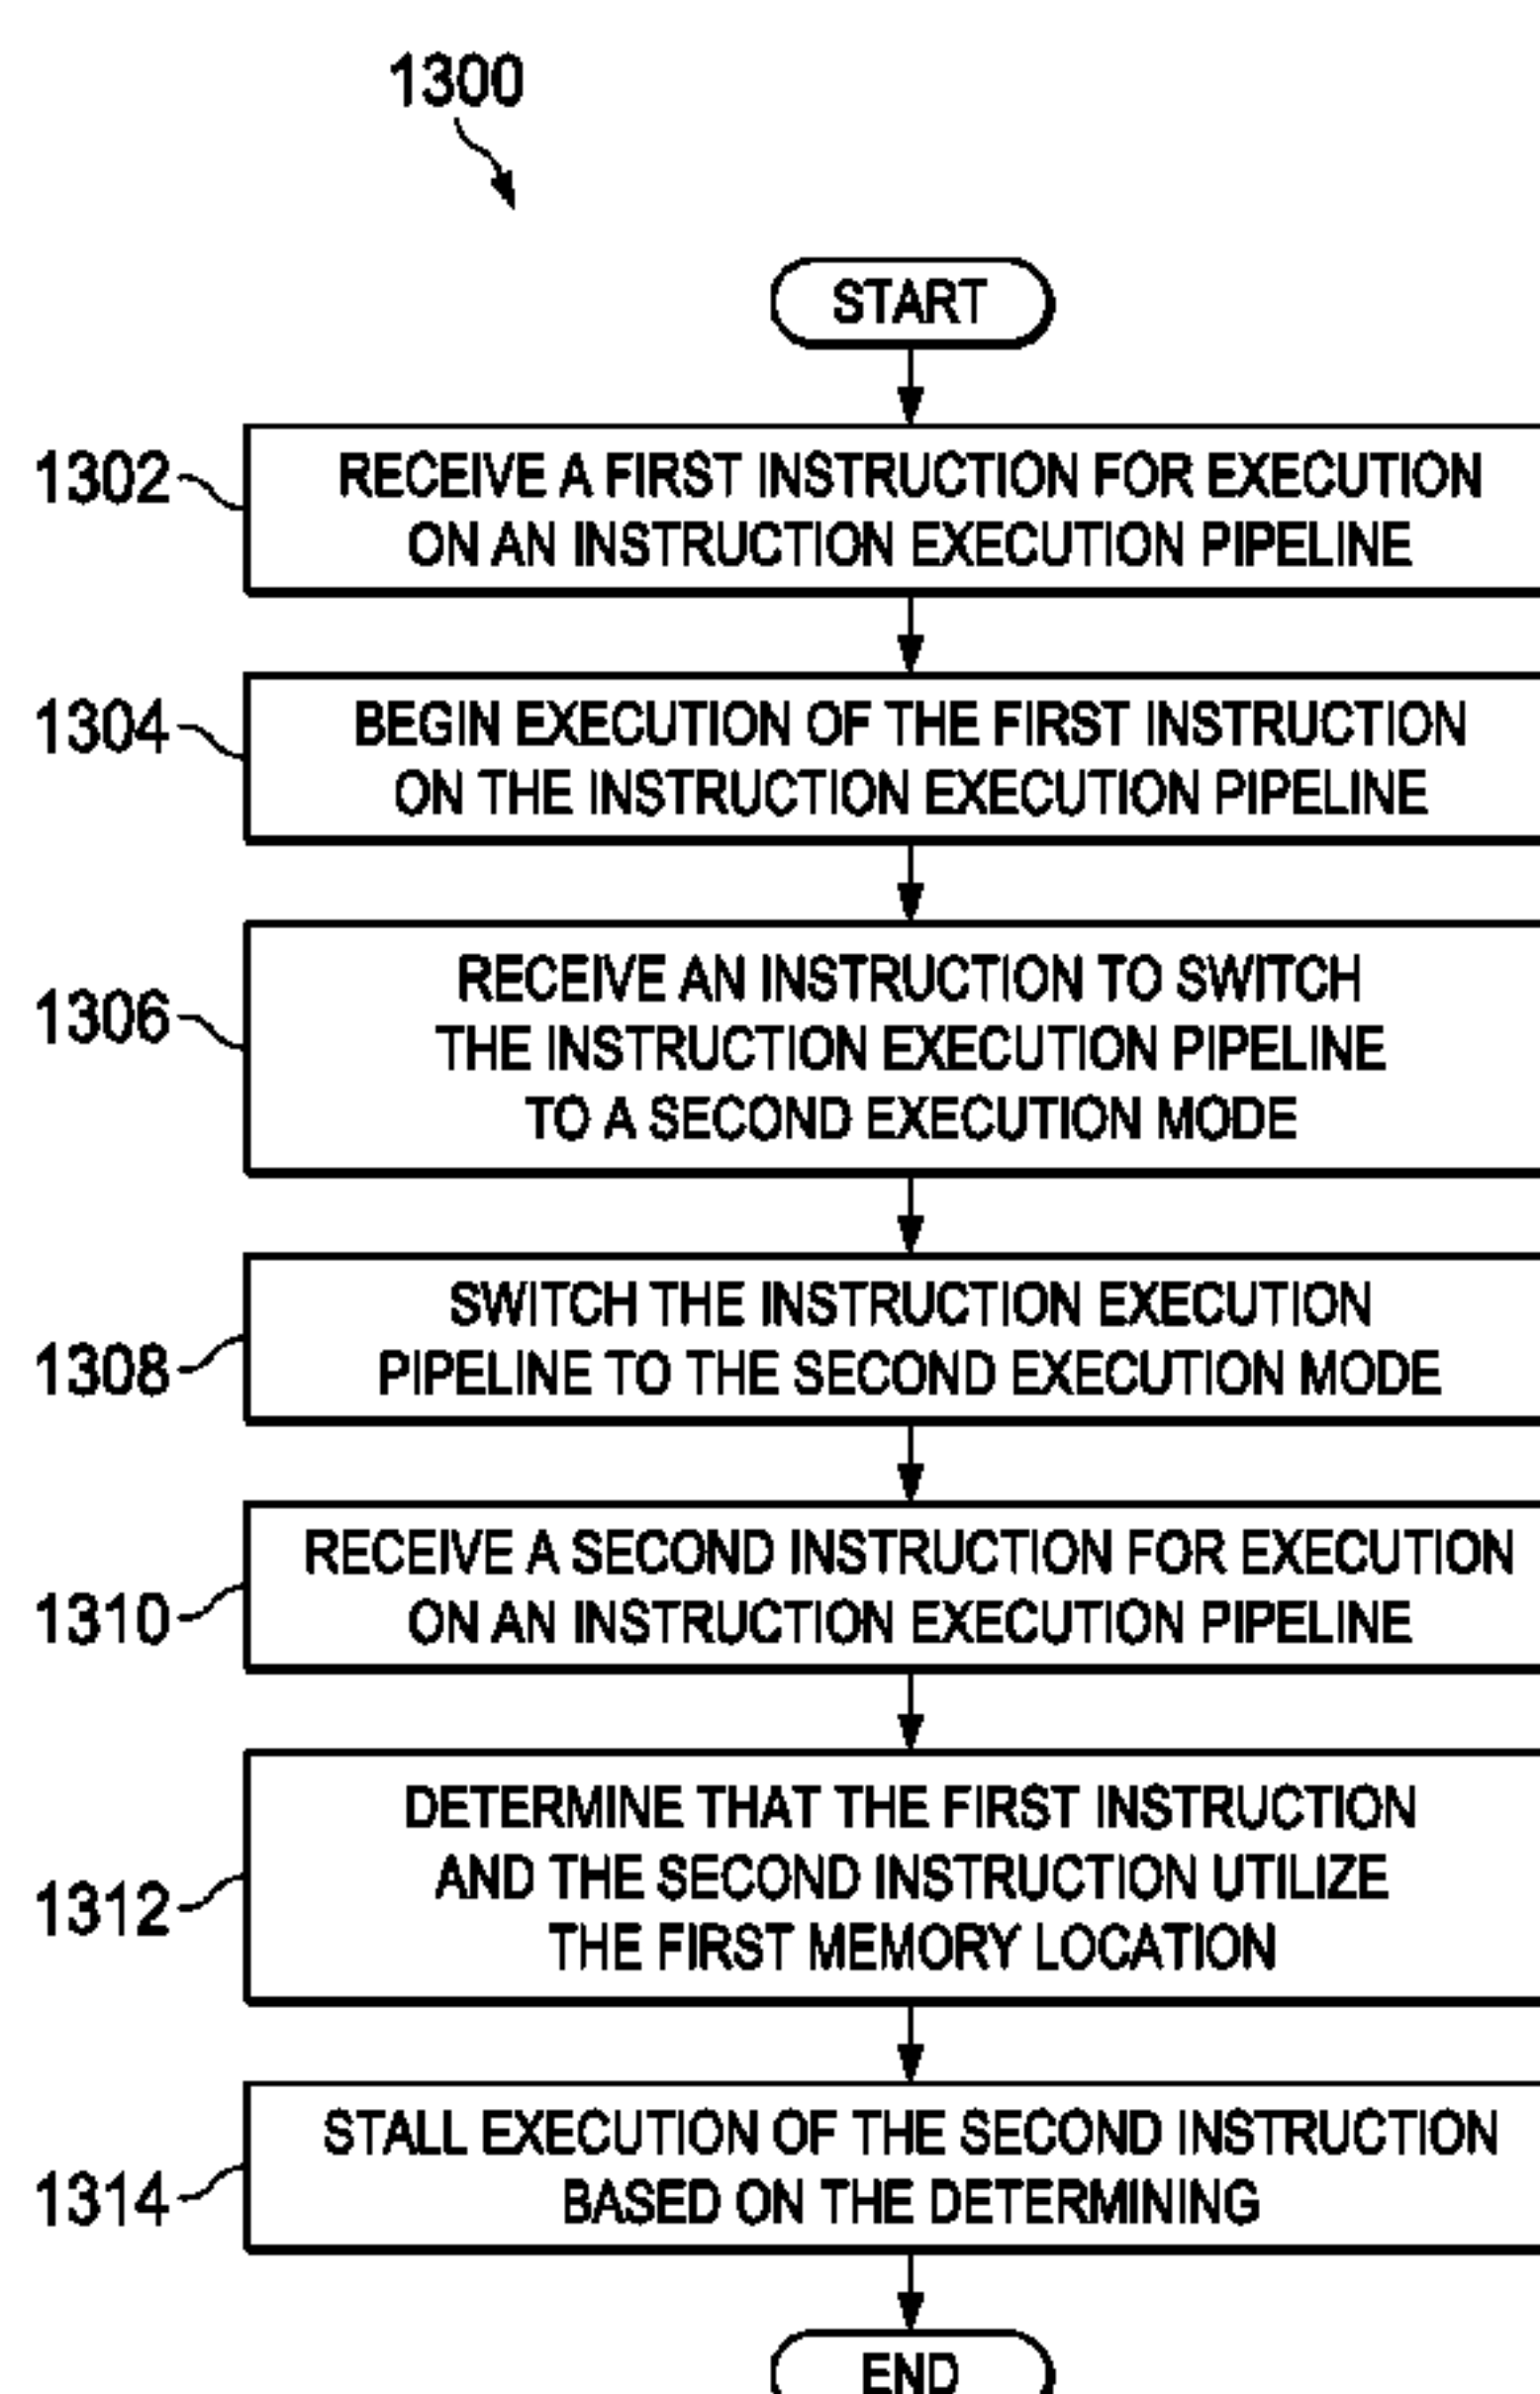 1300
START
1302
RECEIVE A FIRST INSTRUCTION FOR EXECUTION
ON AN INSTRUCTION EXECUTION PIPELINE
1304
BEGIN EXECUTION OF THE FIRST INSTRUCTION
ON THE INSTRUCTION EXECUTION PIPELINE
1306
RECEIVE AN INSTRUCTION TO SWITCH
THE INSTRUCTION EXECUTION PIPELINE
TO A SECOND EXECUTION MODE
1308
SWITCH THE INSTRUCTION EXECUTION
PIPELINE TO THE SECOND EXECUTION MODE
1310
RECEIVE A SECOND INSTRUCTION FOR EXECUTION
ON AN INSTRUCTION EXECUTION PIPELINE
1312
DETERMINE THAT THE FIRST INSTRUCTION
AND THE SECOND INSTRUCTION UTILIZE
THE FIRST MEMORY LOCATION
1314
STALL EXECUTION OF THE SECOND INSTRUCTION
BASED ON THE DETERMINING
END